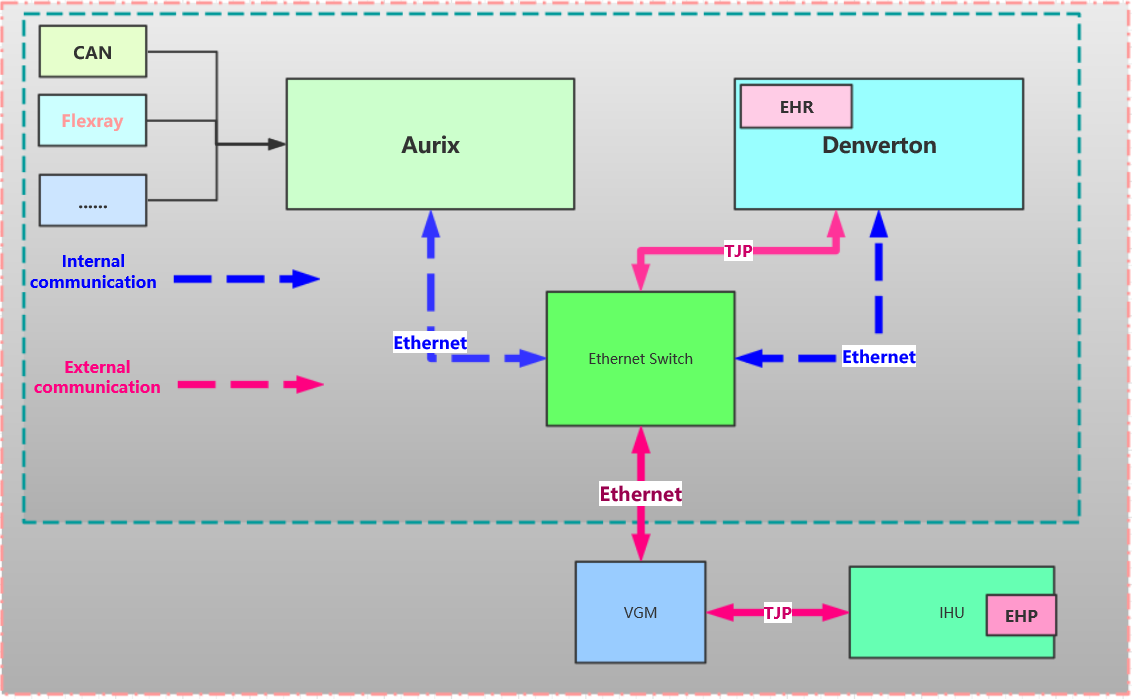 CAN
Flexray
......
Aurix
EHR
Denverton
Internal
communication
TJP
Ethernet
Ethernet Switch
Ethernet
External
communication
Ethernet
VGM
TJP
IHU
EHP